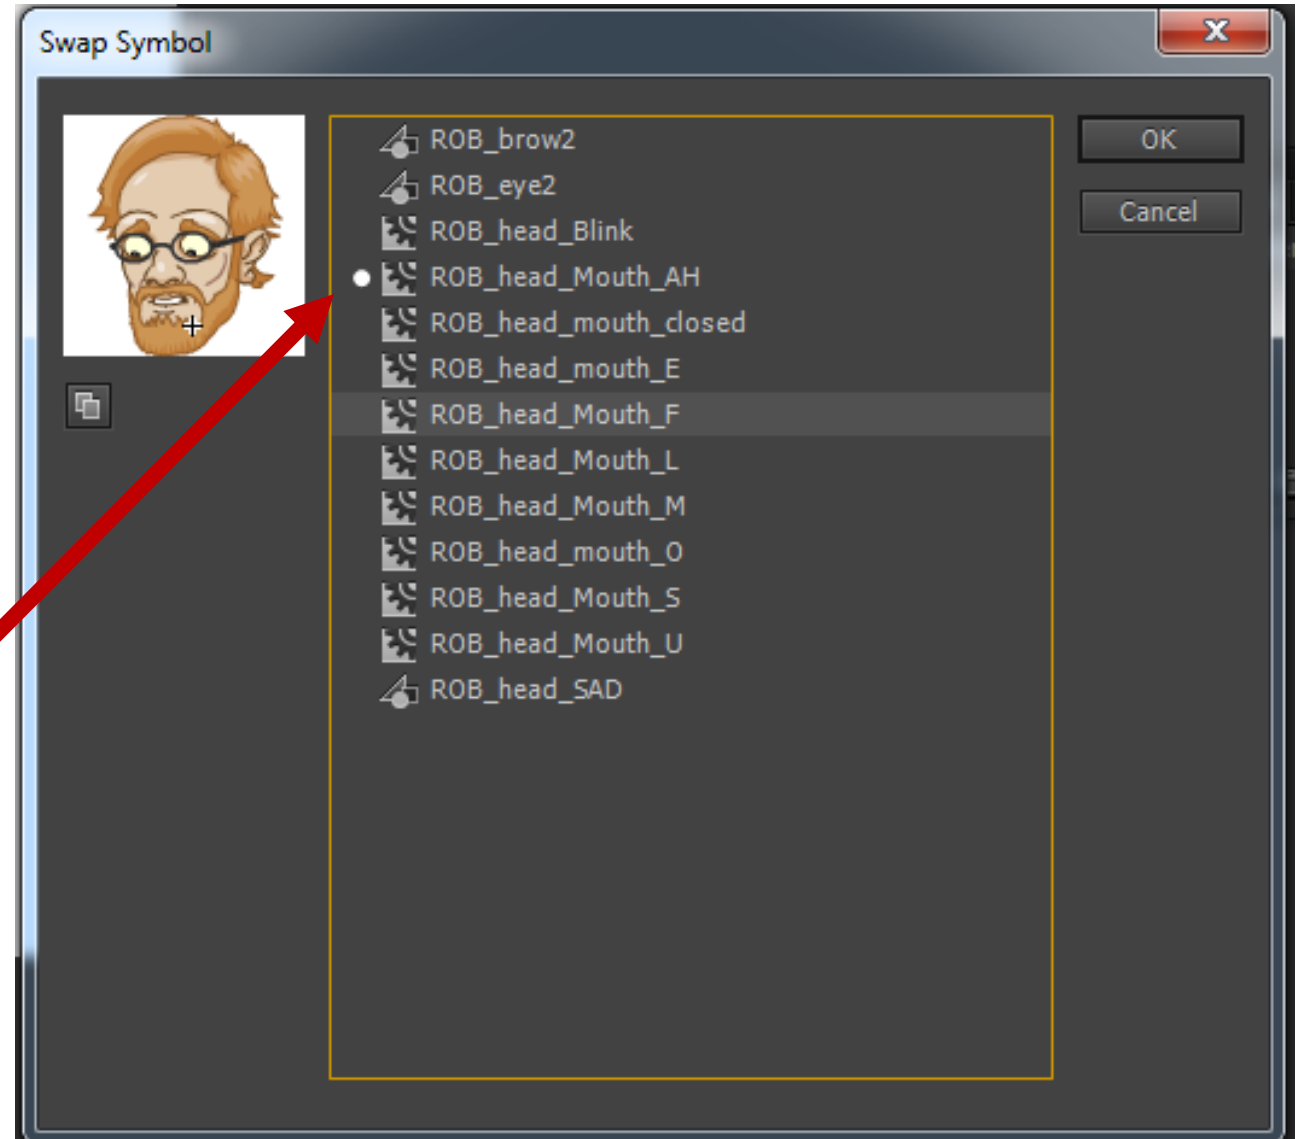 Swap Symbol
ROB_brow2
ROB_eye2
ROB_head_Blink
ROB_head_Mouth_AH
ROB_head_mouth_closed
ROB_head_mouth_E
ROB_head_Mouth_F
ROB_head_Mouth_L
ROB_head_Mouth_M
ROB_head_mouth_O
ROB_head_Mouth_S
ROB_head_Mouth_U
ROB_head_SAD
OK
Cancel